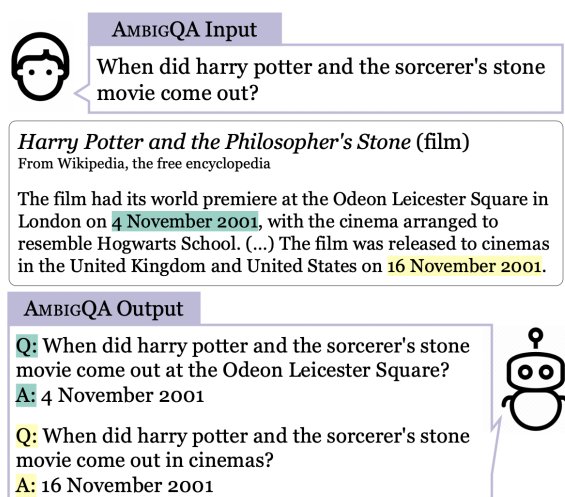 AMBIGQA Input
When did harry potter and the sorcerer's stone
movie come out?
Harry Potter and the Philosopher's Stone (film)
From Wikipedia, the free encyclopedia
The film had its world premiere at the Odeon Leicester Square in
London on 4 November 2001, with the cinema arranged to
resemble Hogwarts School. (...) The film was released to cinemas
in the United Kingdom and United States on 16 November 2001.
AMBIGQA Output
Q: When did harry potter and the sorcerer's stone
movie come out at the Odeon Leicester Square?
A: 4 November 2001
Q: When did harry potter and the sorcerer's stone
movie come out in cinemas?
A: 16 November 2001